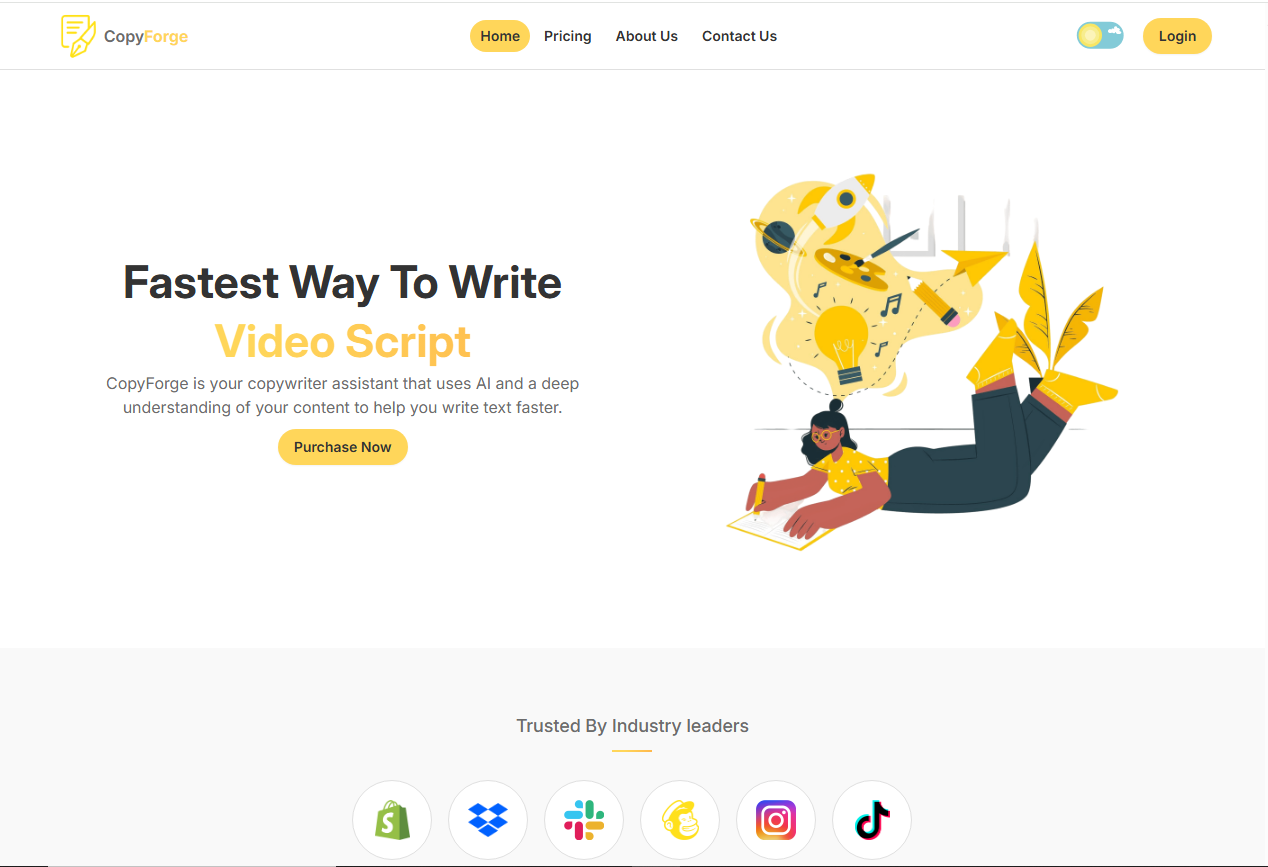 CopyForge
Home
Pricing
About Us
Contact Us
Login
Fastest Way To Write
Video Script
CopyForge is your copywriter assistant that uses AI and a deep
understanding of your content to help you write text faster.
Purchase Now
Trusted By Industry leaders